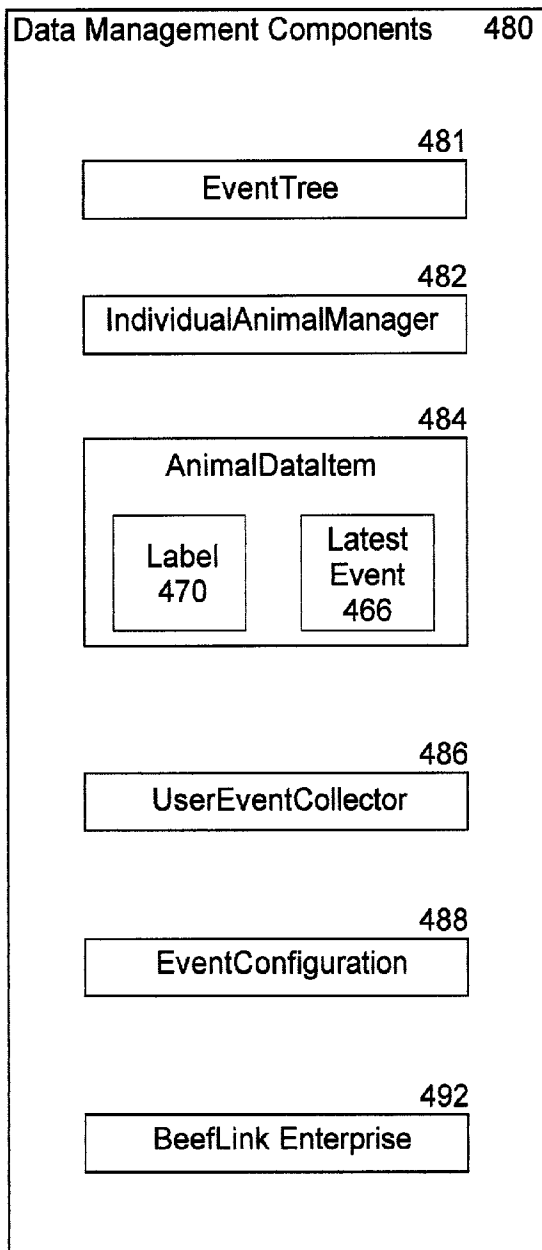 Data Management Components 480
481
EventTree
482
IndividualAnimalManager
484
AnimalDataItem
Label
470
Latest
Event
466
486
UserEventCollector
488
EventConfiguration
492
BeefLink Enterprise